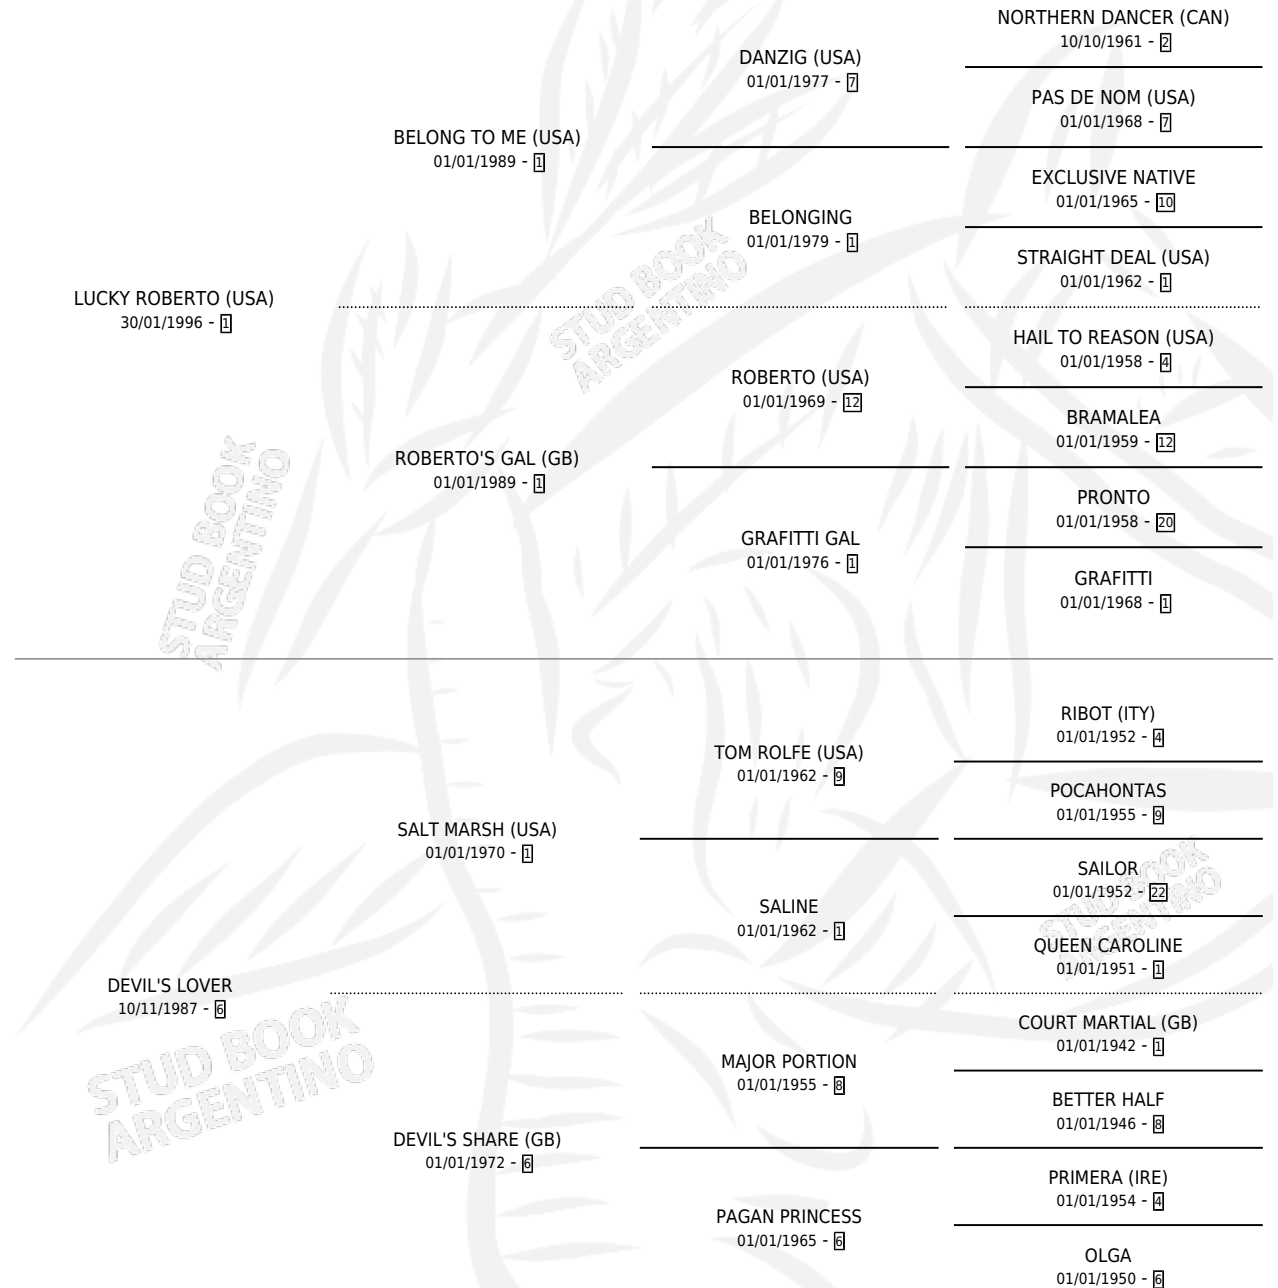 NORTHERN DANCER (CAN)
10/10/1961 - 2
DANZIG (USA)
01/01/1977 - 7
PAS DE NOM (USA)
01/01/1968 - 7
BELONG TO ME (USA)
01/01/1989 - 1
EXCLUSIVE NATIVE
01/01/1965 - 10
BELONGING
01/01/1979 - 1
STRAIGHT DEAL (USA)
01/01/1962 - 1
LUCKY ROBERTO (USA)
30/01/1996 - 1
HAIL TO REASON (USA)
01/01/1958 - 4
ROBERTO (USA)
01/01/1969 - 12
BRAMALEA
01/01/1959 - 12
ROBERTO'S GAL (GB)
01/01/1989 - 1
PRONTO
01/01/1958 - 20
GRAFITTI GAL
01/01/1976 - 1
GRAFITTI
01/01/1968 - 1
STUD BOOK
ARGENTINO
STUD BOOK
ARGENTINO
RIBOT (ITY)
01/01/1952 - 4
TOM ROLFE (USA)
01/01/1962 - 9
POCAHONTAS
01/01/1955 - 9
SALT MARSH (USA)
01/01/1970 - 1
SAILOR
01/01/1952 - 22
SALINE
01/01/1962 - 1
QUEEN CAROLINE
01/01/1951 - 1
DEVIL'S LOVER
10/11/1987 - 6
COURT MARTIAL (GB)
01/01/1942 - 1
MAJOR PORTION
01/01/1955 - 8
BETTER HALF
01/01/1946 - 8
DEVIL'S SHARE (GB)
01/01/1972 - 6
PRIMERA (IRE)
01/01/1954 - 4
PAGAN PRINCESS
01/01/1965 - 6
OLGA
01/01/1950 - 6
STUD BOOK
ARGENTINO
STUD BOOK
ARGENTINO